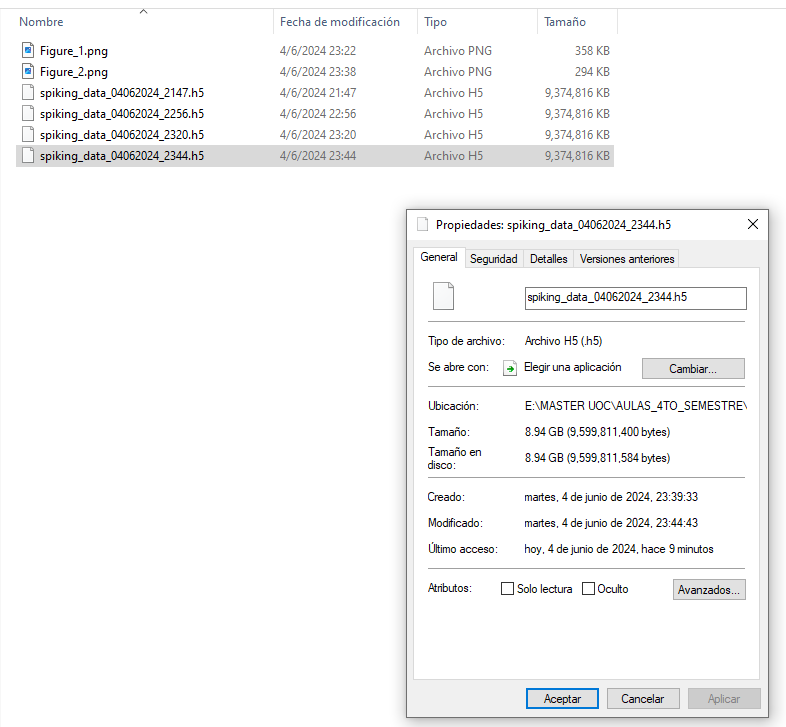 Nombre Fecha de modificación Tipo Tamaño
Figure_1.png 4/6/2024 23:22 Archivo PNG 358 KB
Figure_2.png 4/6/2024 23:38 Archivo PNG 294 KB
spiking_data_04062024_2147.h5 4/6/2024 21:47 Archivo H5 9,374,816 KB
spiking_data_04062024_2256.h5 4/6/2024 22:56 Archivo H5 9,374,816 KB
spiking_data_04062024_2320.h5 4/6/2024 23:20 Archivo H5 9,374,816 KB
spiking_data_04062024_2344.h5 4/6/2024 23:44 Archivo H5 9,374,816 KB
Propiedades: spiking_data_04062024_2344.h5
General Seguridad Detalles Versiones anteriores
spiking_data_04062024_2344.h5
Tipo de archivo: Archivo H5 (.h5)
Se abre con: Elegir una aplicación Cambiar...
Ubicación: E:\MASTER UOC\AULAS_4TO_SEMESTRE\
Tamaño: 8.94 GB (9,599,811,400 bytes)
Tamaño en
disco: 8.94 GB (9,599,811,584 bytes)
Creado: martes, 4 de junio de 2024, 23:39:33
Modificado: martes, 4 de junio de 2024, 23:44:43
Último acceso: hoy, 4 de junio de 2024, hace 9 minutos
Atributos: Solo lectura Oculto Avanzados...
Aceptar Cancelar Aplicar